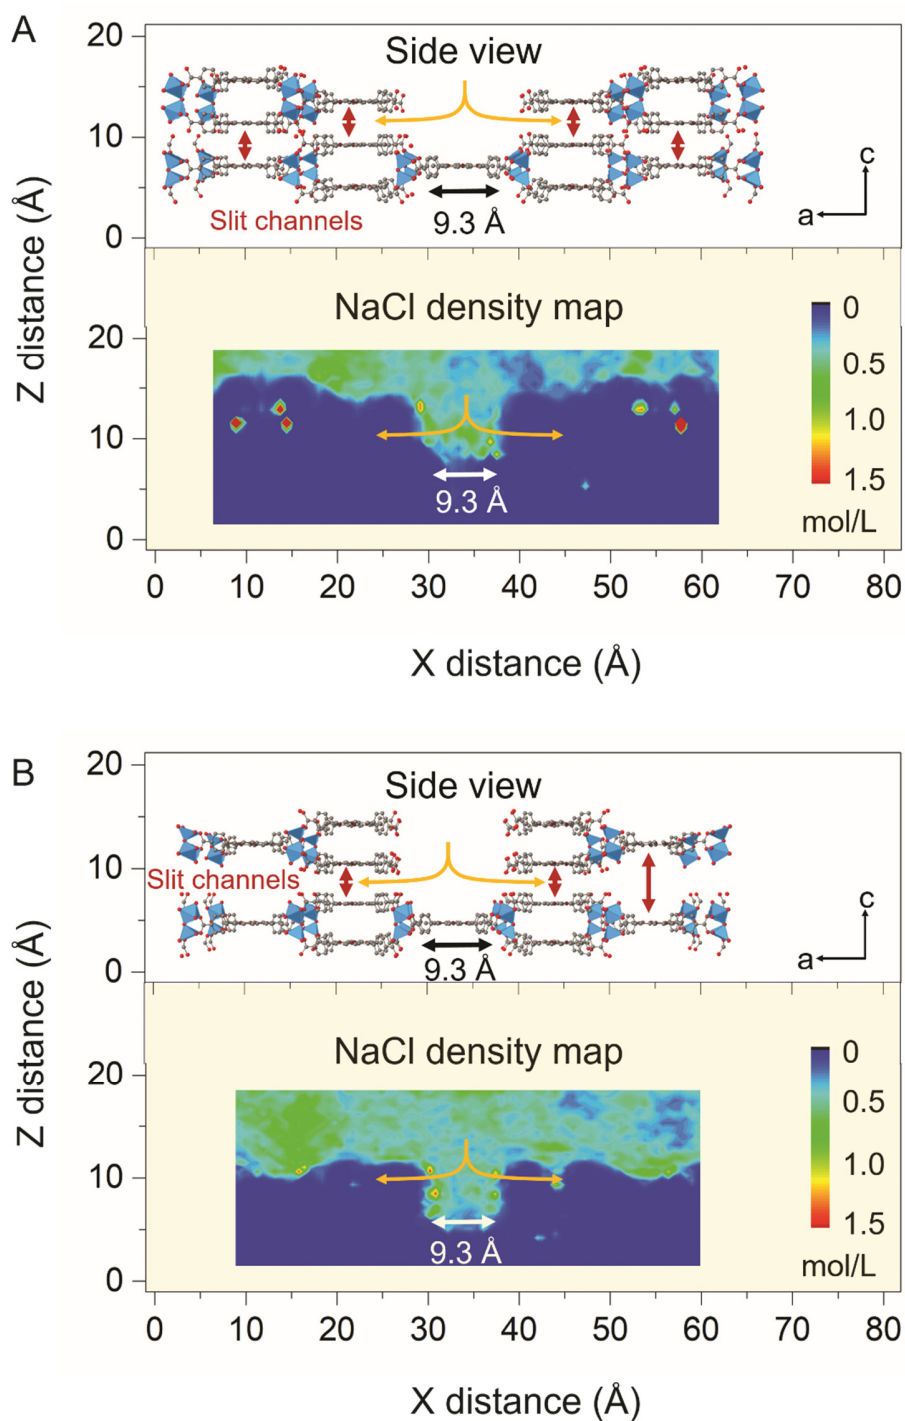 A
20
Side view
10
c
a
Slit channels
9.3 Å
0
Z distance (Å)
NaCl density map
0
20
0.5
10
1.0
9.3 Å
1.5
mol/L
0
0 10 20 30 40 50 60 70 80
X distance (Å)
B
20
Side view
10
Slit channels
c
a
9.3 Å
0
Z distance (Å)
NaCl density map
0
20
0.5
10
1.0
9.3 Å
1.5
mol/L
0
0 10 20 30 40 50 60 70 80
X distance (Å)